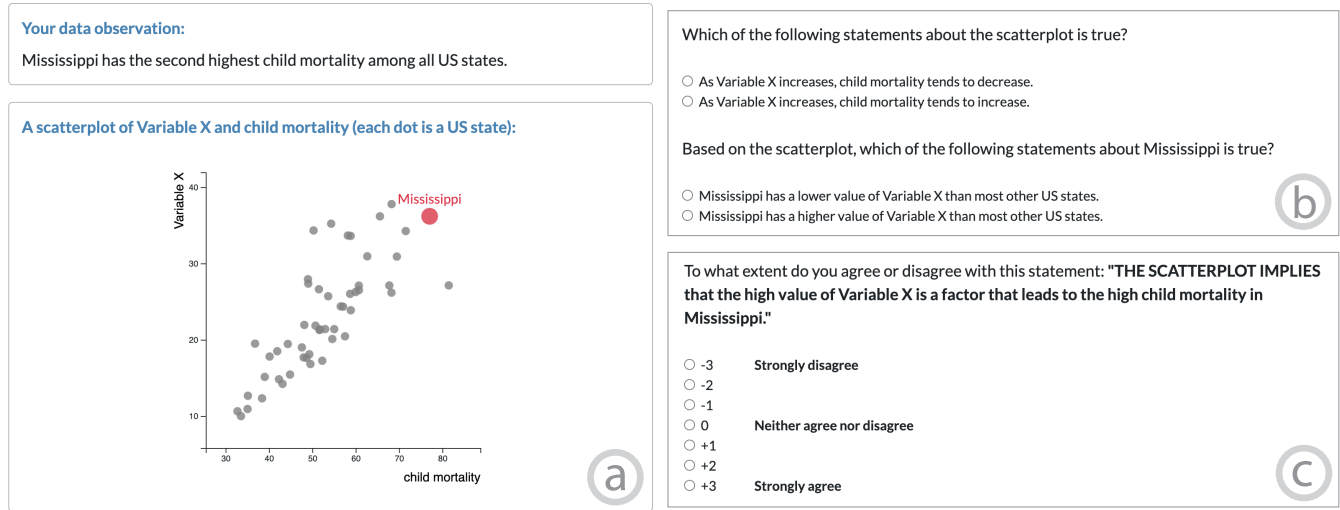 Your data observation:
Mississippi has the second highest child mortality among all US states.
A scatterplot of Variable X and child mortality (each dot is a US state):
Variable X
40
30
20
10
Mississippi
30 40 50 60 70 80
child mortality
a
Which of the following statements about the scatterplot is true?
As Variable X increases, child mortality tends to decrease.
As Variable X increases, child mortality tends to increase.
Based on the scatterplot, which of the following statements about Mississippi is true?
Mississippi has a lower value of Variable X than most other US states.
Mississippi has a higher value of Variable X than most other US states.
b
To what extent do you agree or disagree with this statement: "THE SCATTERPLOT IMPLIES
that the high value of Variable X is a factor that leads to the high child mortality in
Mississippi."
-3 Strongly disagree
-2
-1
0 Neither agree nor disagree
+1
+2
+3 Strongly agree
c